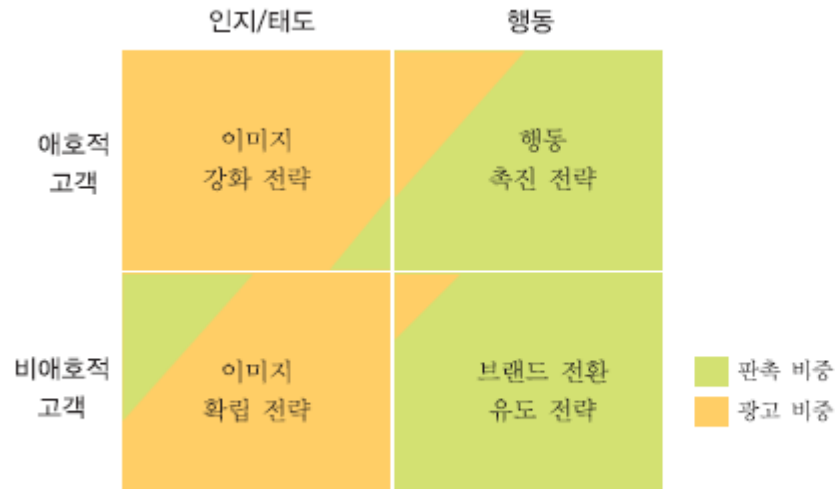 인지/태도
행동
애호적
고객
이미지
강화 전략
행동
촉진 전략
비애호적
고객
이미지
확립 전략
브랜드 전환
유도 전략
판촉 비중
광고 비중